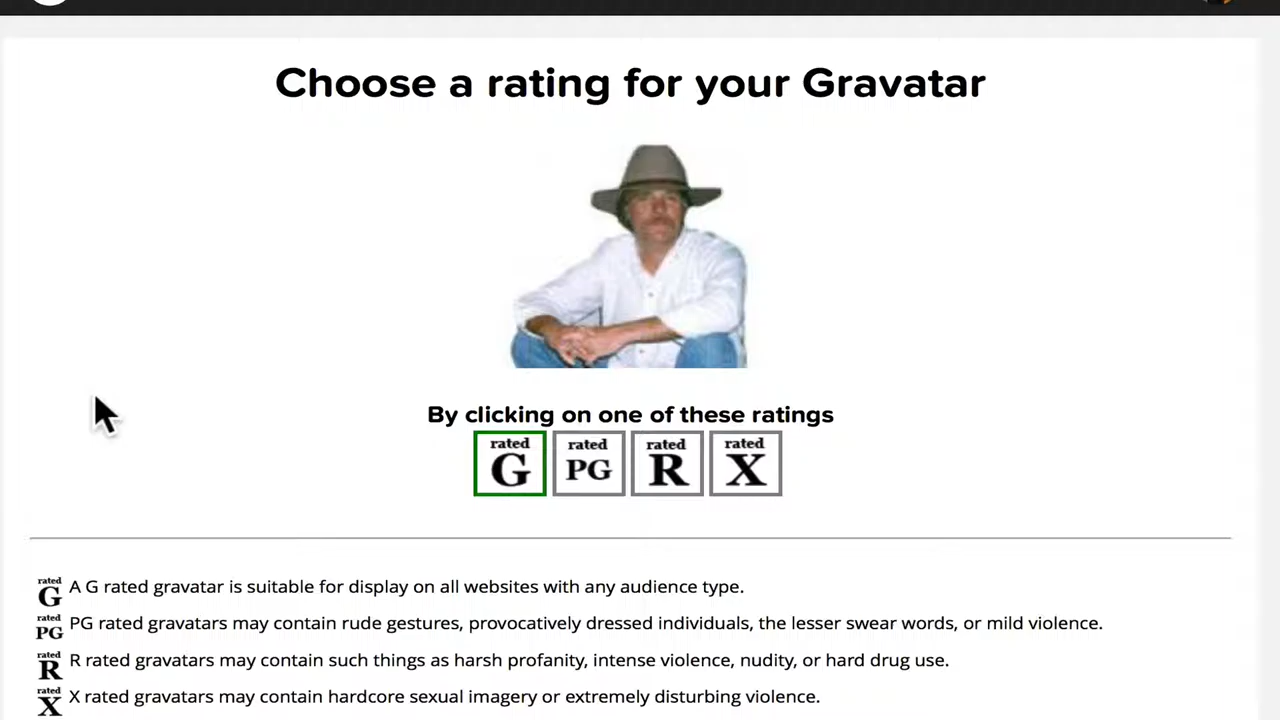 Choose a rating for your Gravatar
By clicking on one of these ratings
rated G rated PG rated R rated X
rated G A G rated gravatar is suitable for display on all websites with any audience type.
rated PG PG rated gravatars may contain rude gestures, provocatively dressed individuals, the lesser swear words, or mild violence.
rated R R rated gravatars may contain such things as harsh profanity, intense violence, nudity, or hard drug use.
rated X X rated gravatars may contain hardcore sexual imagery or extremely disturbing violence.